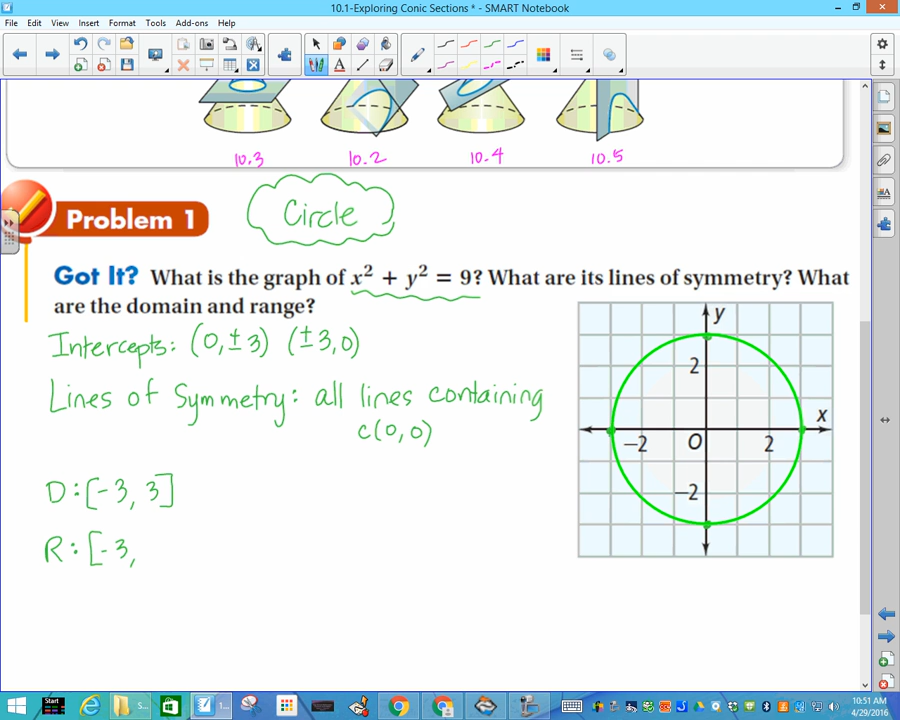 10.1-Exploring Conic Sections * - SMART Notebook
File Edit View Insert Format Tools Add-ons Help
10.3 10.2 10.4 10.5
Problem 1
Circle
Got It? What is the graph of x² + y² = 9? What are its lines of symmetry? What
are the domain and range?
Intercepts: (0, ±3) (±3, 0)
Lines of Symmetry: all lines containing
c(0, 0)
D: [-3, 3]
R: [-3,
y
2
x
−2 O 2
−2
Start
S...
1...
10:51 AM
4/29/2016